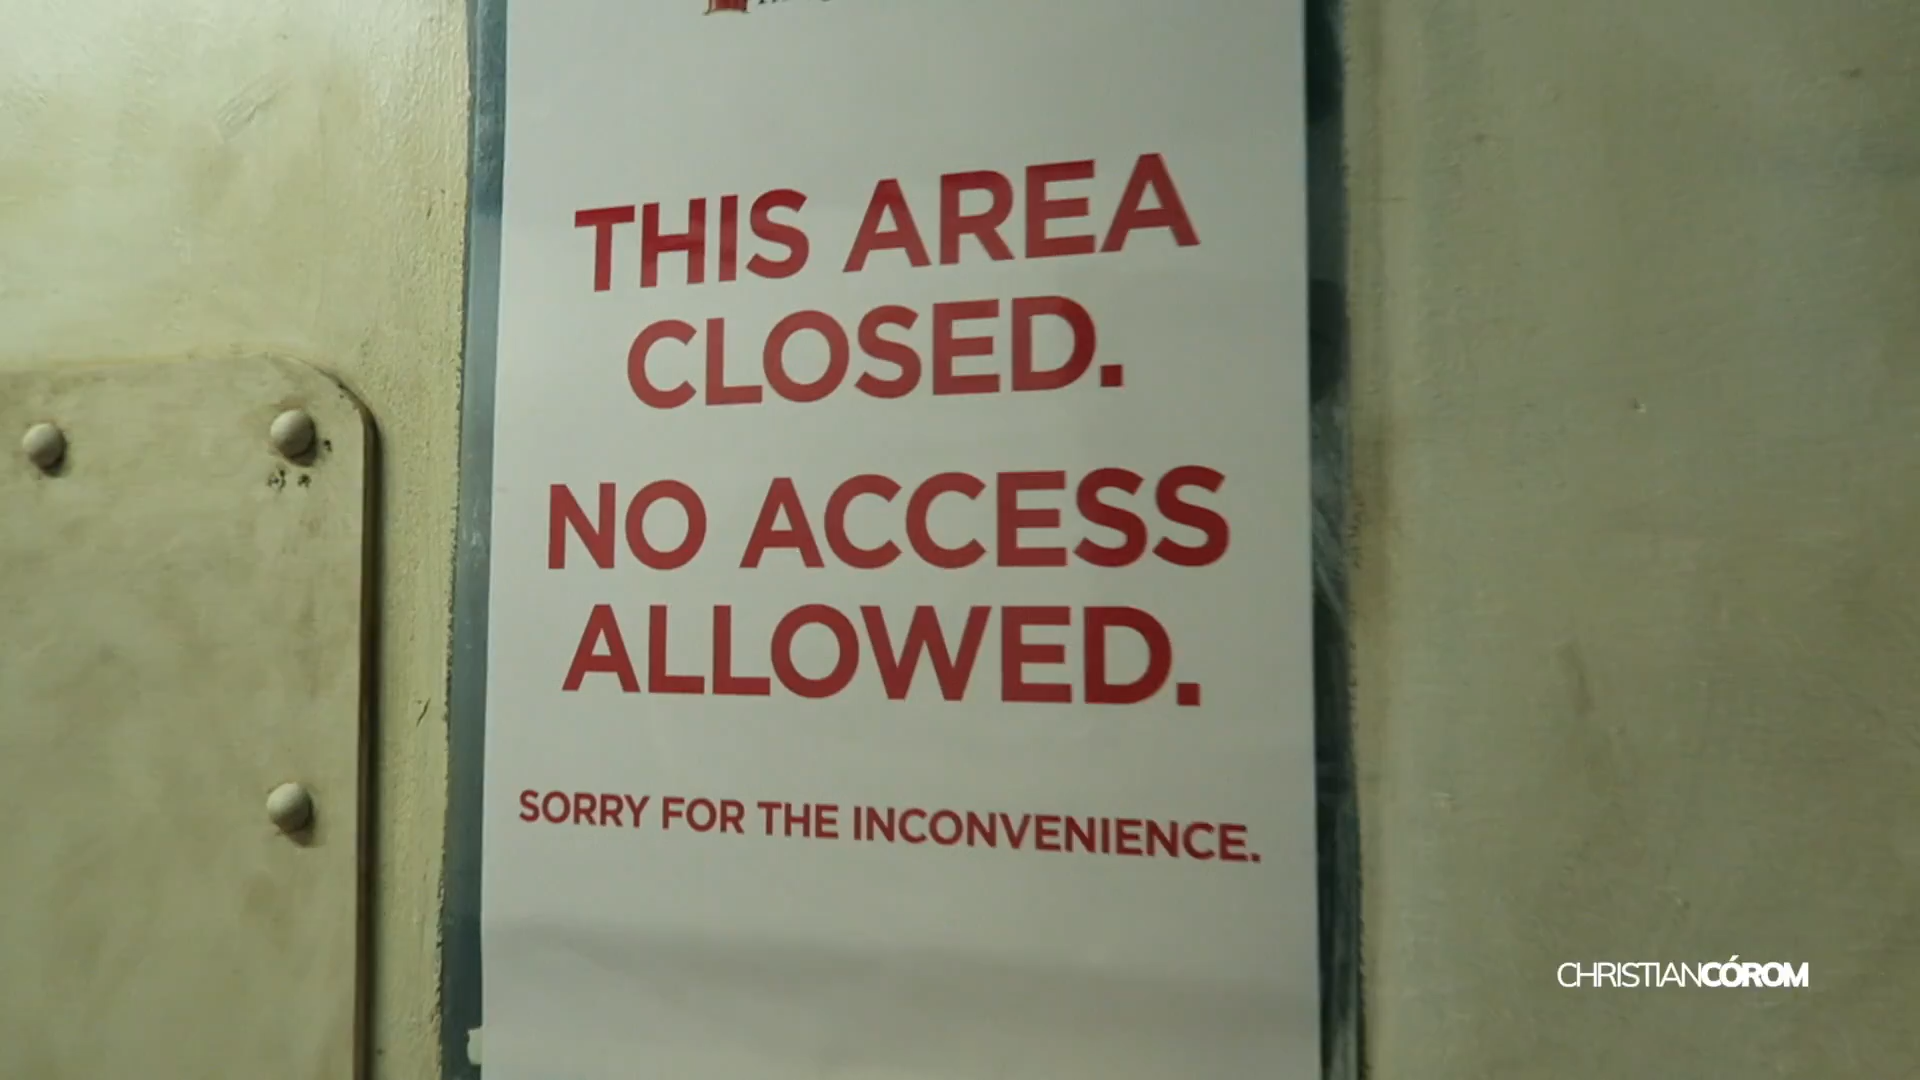 THIS AREA
CLOSED.
NO ACCESS
ALLOWED.
SORRY FOR THE INCONVENIENCE.
CHRISTIANCÓROM